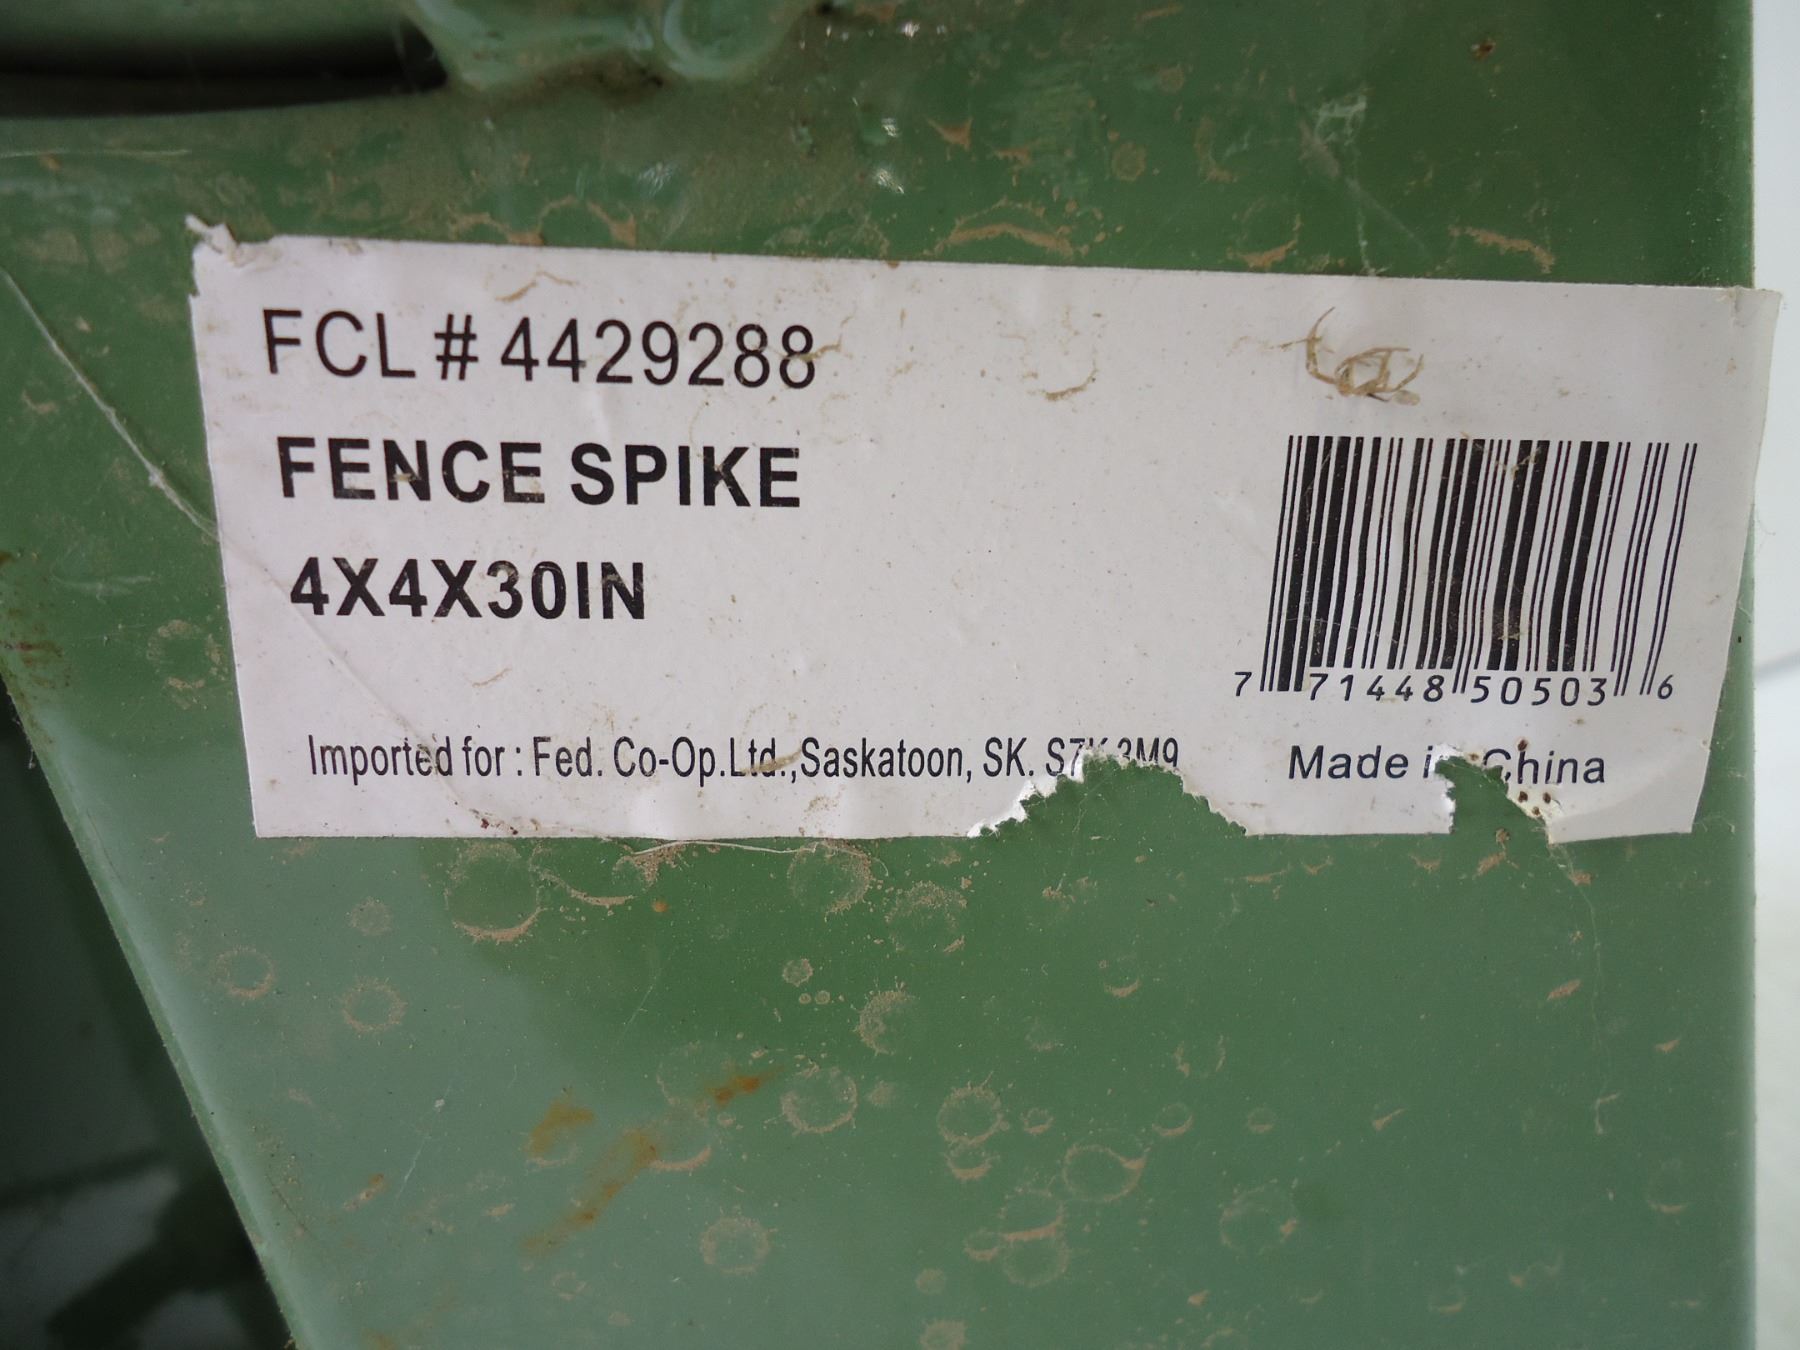 FCL # 4429288
FENCE SPIKE
4X4X30IN
7 71448 50503 6
Imported for : Fed. Co-Op.Ltd.,Saskatoon, SK.
Made China